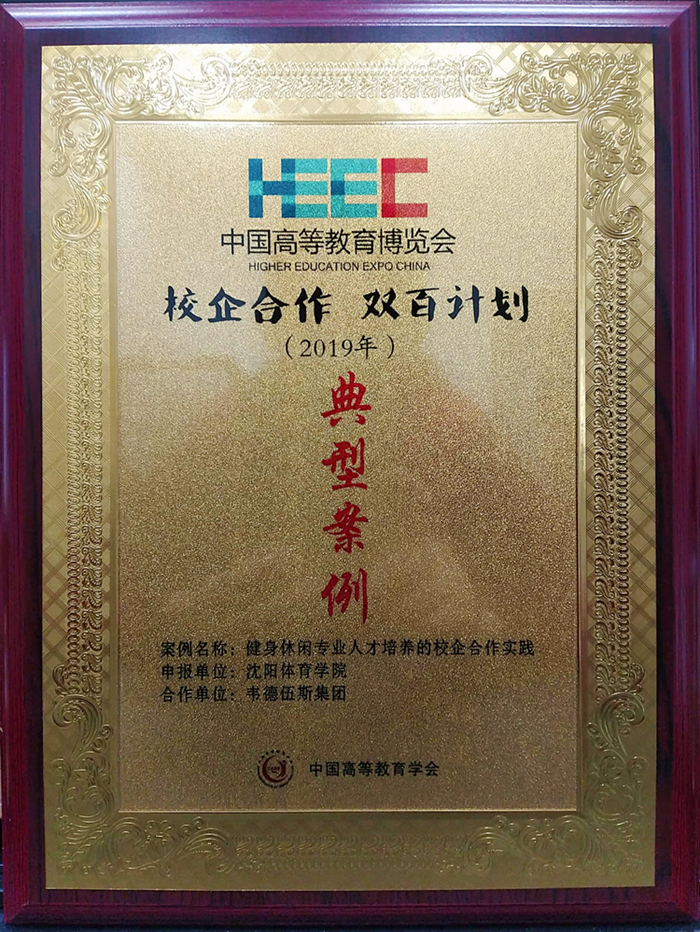 HEEC
中国高等教育博览会
HIGHER EDUCATION EXPO CHINA
校企合作 双百计划
（2019年）
典型案例
案例名称：健身休闲专业人才培养的校企合作实践
申报单位：沈阳体育学院
合作单位：韦德伍斯集团
中国高等教育学会